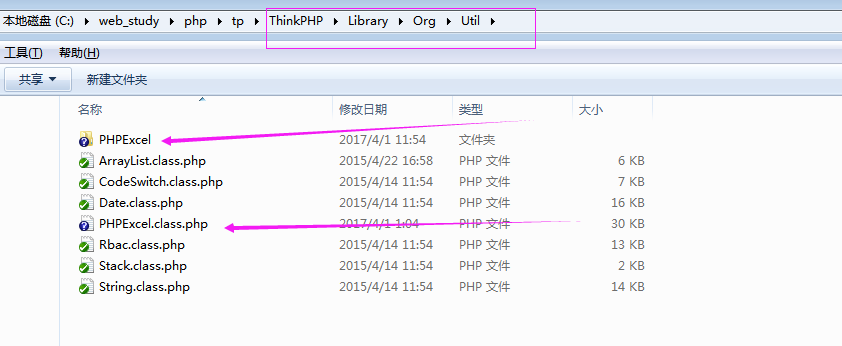 本地磁盘 (C:) ▸ web_study ▸ php ▸ tp ▸ ThinkPHP ▸ Library ▸ Org ▸ Util ▸
工具(T) 帮助(H)
共享 ▼ 新建文件夹
名称 修改日期 类型 大小
PHPExcel 2017/4/1 11:54 文件夹
ArrayList.class.php 2015/4/22 16:58 PHP 文件 6 KB
CodeSwitch.class.php 2015/4/14 11:54 PHP 文件 7 KB
Date.class.php 2015/4/14 11:54 PHP 文件 16 KB
PHPExcel.class.php 2017/4/1 1:04 PHP 文件 30 KB
Rbac.class.php 2015/4/14 11:54 PHP 文件 13 KB
Stack.class.php 2015/4/14 11:54 PHP 文件 2 KB
String.class.php 2015/4/14 11:54 PHP 文件 14 KB